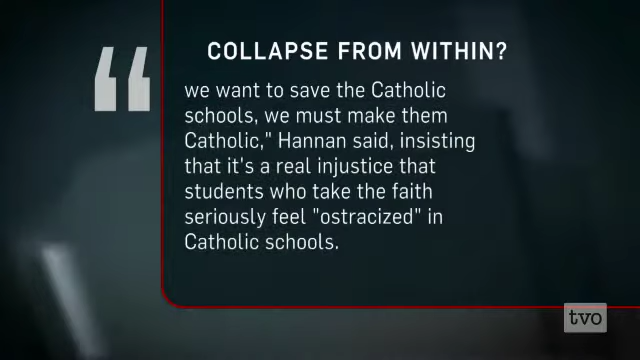 COLLAPSE FROM WITHIN?
we want to save the Catholic
schools, we must make them
Catholic," Hannan said, insisting
that it's a real injustice that
students who take the faith
seriously feel "ostracized" in
Catholic schools.
tvo